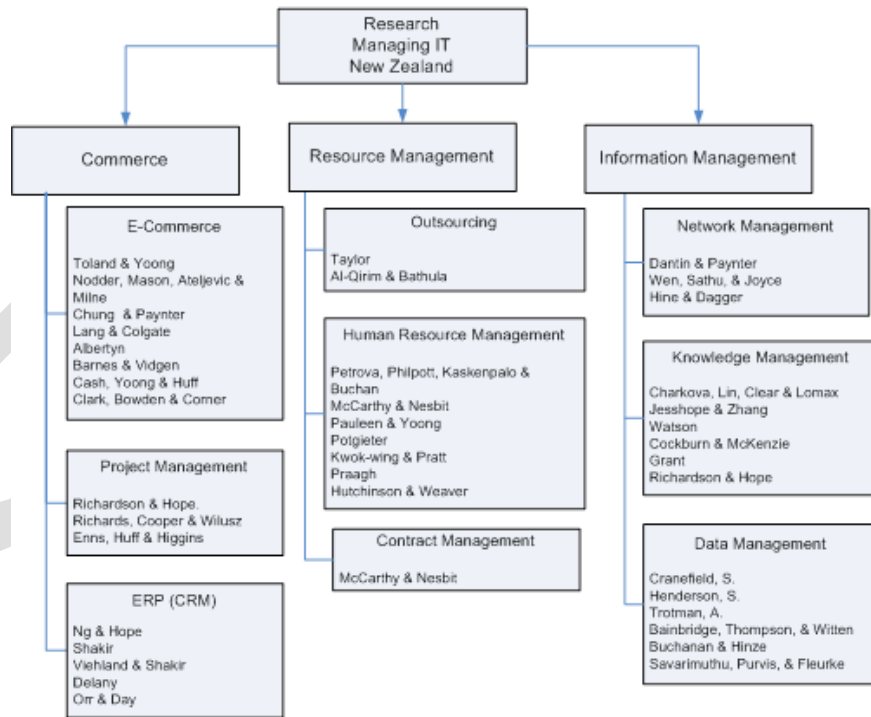 Research
Managing IT
New Zealand
Commerce
E-Commerce
Toland & Yoong
Nodder, Mason, Ateljevic &
Milne
Chung & Paynter
Lang & Colgate
Albertyn
Barnes & Vidgen
Cash, Yoong & Huff
Clark, Bowden & Corner
Project Management
Richardson & Hope.
Richards, Cooper & Wilusz
Enns, Huff & Higgins
ERP (CRM)
Ng & Hope
Shakir
Viehland & Shakir
Delany
Orr & Day
Resource Management
Outsourcing
Taylor
Al-Qirim & Bathula
Human Resource Management
Petrova, Philpott, Kaskenpalo &
Buchan
McCarthy & Nesbit
Pauleen & Yoong
Potgieter
Kwok-wing & Pratt
Praagh
Hutchinson & Weaver
Contract Management
McCarthy & Nesbit
Information Management
Network Management
Dantin & Paynter
Wen, Sathu, & Joyce
Hine & Dagger
Knowledge Management
Charkova, Lin, Clear & Lomax
Jesshope & Zhang
Watson
Cockburn & McKenzie
Grant
Richardson & Hope
Data Management
Cranefield, S.
Henderson, S.
Trotman, A.
Bainbridge, Thompson, & Witten
Buchanan & Hinze
Savarimuthu, Purvis, & Fleurke